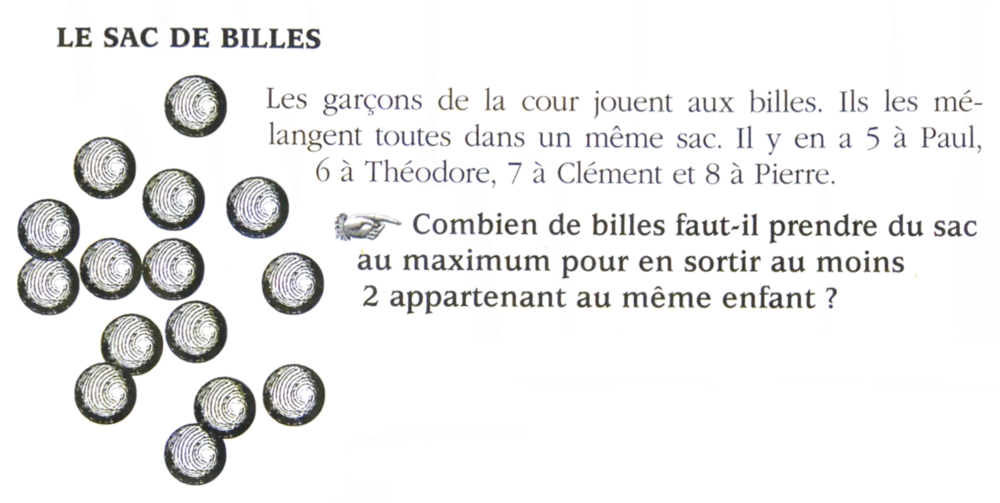 LE SAC DE BILLES
Les garçons de la cour jouent aux billes. Ils les mé-
langent toutes dans un même sac. Il y en a 5 à Paul,
6 à Théodore, 7 à Clément et 8 à Pierre.
Combien de billes faut-il prendre du sac
au maximum pour en sortir au moins
2 appartenant au même enfant ?